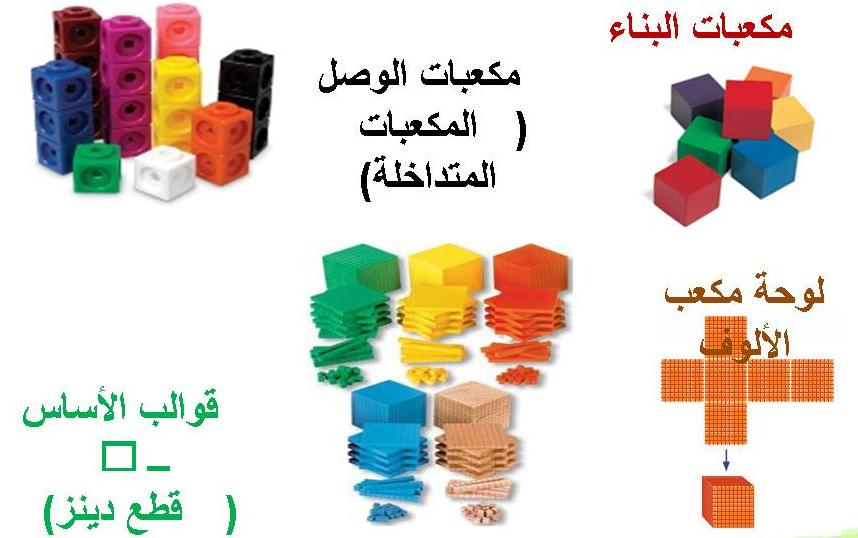 مكعبات البناء
مكعبات الوصل
( المكعبات
المتداخلة)
لوحة مكعب
الألوف
قوالب الأساس
( قطع دينز)